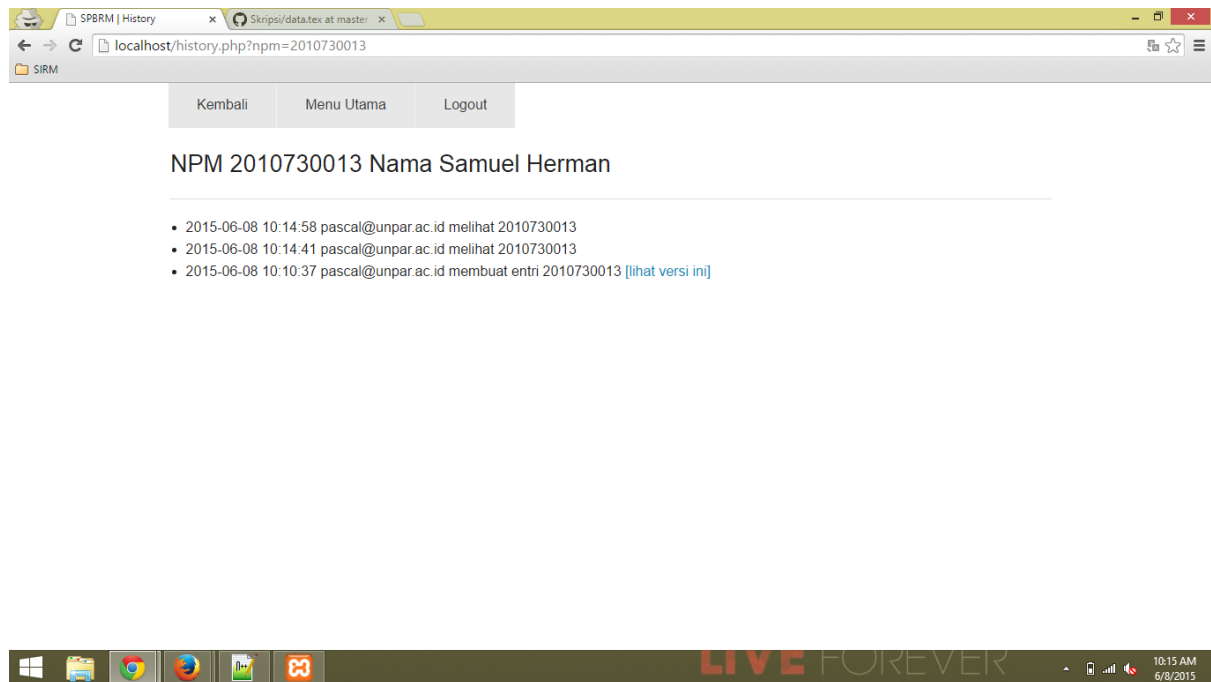 SPBRM | History
Skripsi/data.tex at master
localhost/history.php?npm=2010730013
SIRM
Kembali Menu Utama Logout
NPM 2010730013 Nama Samuel Herman
2015-06-08 10:14:58 pascal@unpar.ac.id melihat 2010730013
2015-06-08 10:14:41 pascal@unpar.ac.id melihat 2010730013
2015-06-08 10:10:37 pascal@unpar.ac.id membuat entri 2010730013 [lihat versi ini]
LIVE FOREVER
10:15 AM
6/8/2015